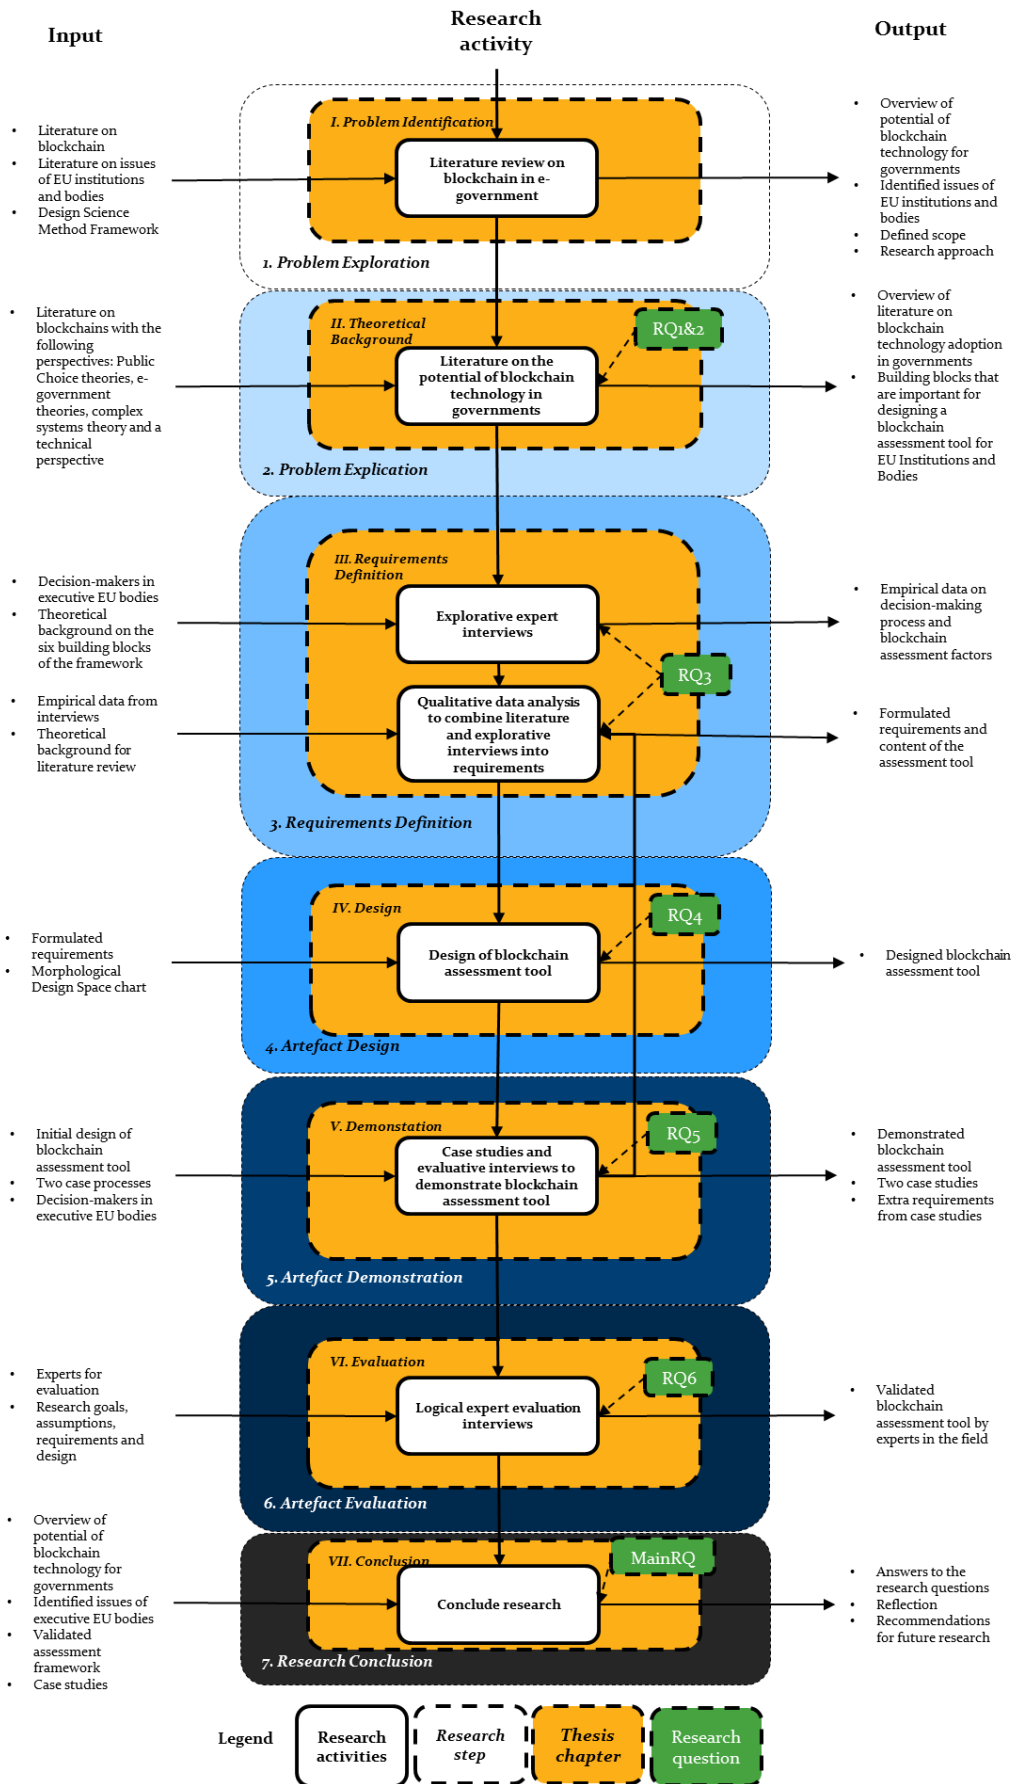 Input
Research
activity
Output
• Literature on
blockchain
• Literature on issues
of EU institutions
and bodies
• Design Science
Method Framework
I. Problem Identification
Literature review on
blockchain in e-
government
1. Problem Exploration
• Overview of
potential of
blockchain
technology for
governments
• Identified issues of
EU institutions and
bodies
• Defined scope
• Research approach
• Literature on
blockchains with the
following
perspectives: Public
Choice theories, e-
government
theories, complex
systems theory and a
technical
perspective
II. Theoretical
Background
RQ1&2
Literature on the
potential of blockchain
technology in
governments
2. Problem Explication
• Overview of
literature on
blockchain
technology adoption
in governments
• Building blocks that
are important for
designing a
blockchain
assessment tool for
EU Institutions and
Bodies
• Decision-makers in
executive EU bodies
• Theoretical
background on the
six building blocks
of the framework
• Empirical data from
interviews
• Theoretical
background for
literature review
III. Requirements
Definition
Explorative expert
interviews
RQ3
Qualitative data analysis
to combine literature
and explorative
interviews into
requirements
3. Requirements Definition
• Empirical data on
decision-making
process and
blockchain
assessment factors
• Formulated
requirements and
content of the
assessment tool
• Formulated
requirements
• Morphological
Design Space chart
IV. Design
RQ4
Design of blockchain
assessment tool
4. Artefact Design
• Designed blockchain
assessment tool
• Initial design of
blockchain
assessment tool
• Two case processes
• Decision-makers in
executive EU bodies
V. Demonstation
RQ5
Case studies and
evaluative interviews to
demonstrate blockchain
assessment tool
5. Artefact Demonstration
• Demonstrated
blockchain
assessment tool
• Two case studies
• Extra requirements
from case studies
• Experts for
evaluation
• Research goals,
assumptions,
requirements and
design
VI. Evaluation
RQ6
Logical expert evaluation
interviews
6. Artefact Evaluation
• Validated
blockchain
assessment tool by
experts in the field
• Overview of
potential of
blockchain
technology for
governments
• Identified issues of
executive EU bodies
• Validated
assessment
framework
• Case studies
VII. Conclusion
MainRQ
Conclude research
7. Research Conclusion
• Answers to the
research questions
• Reflection
• Recommendations
for future research
Legend
Research
activities
Research
step
Thesis
chapter
Research
question